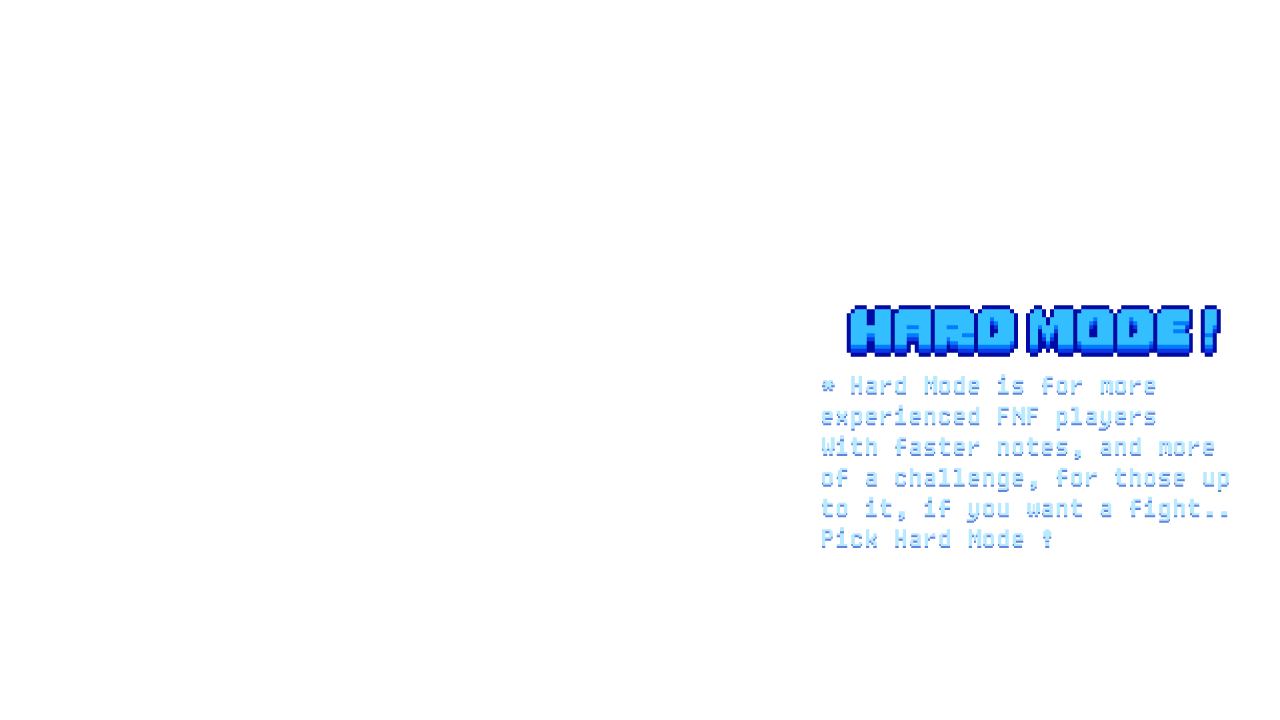 HARD MODE!
* Hard Mode is for more
experienced FNF players
With faster notes, and more
of a challenge, for those up
to it, if you want a fight..
Pick Hard Mode !